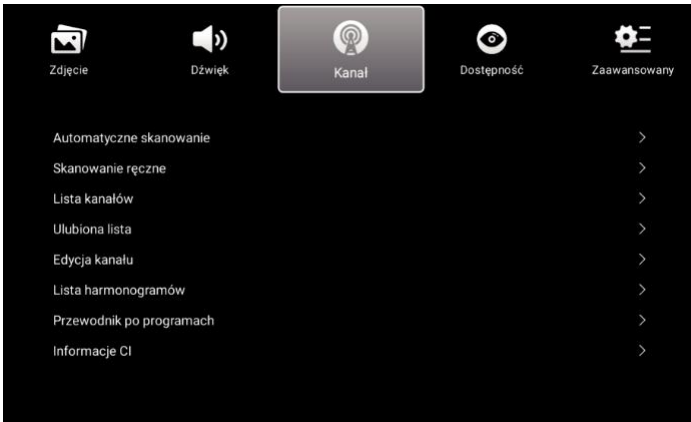 Zdjęcie Dźwięk Kanał Dostępność Zaawansowany
Automatyczne skanowanie
Skanowanie ręczne
Lista kanałów
Ulubiona lista
Edycja kanału
Lista harmonogramów
Przewodnik po programach
Informacje CI